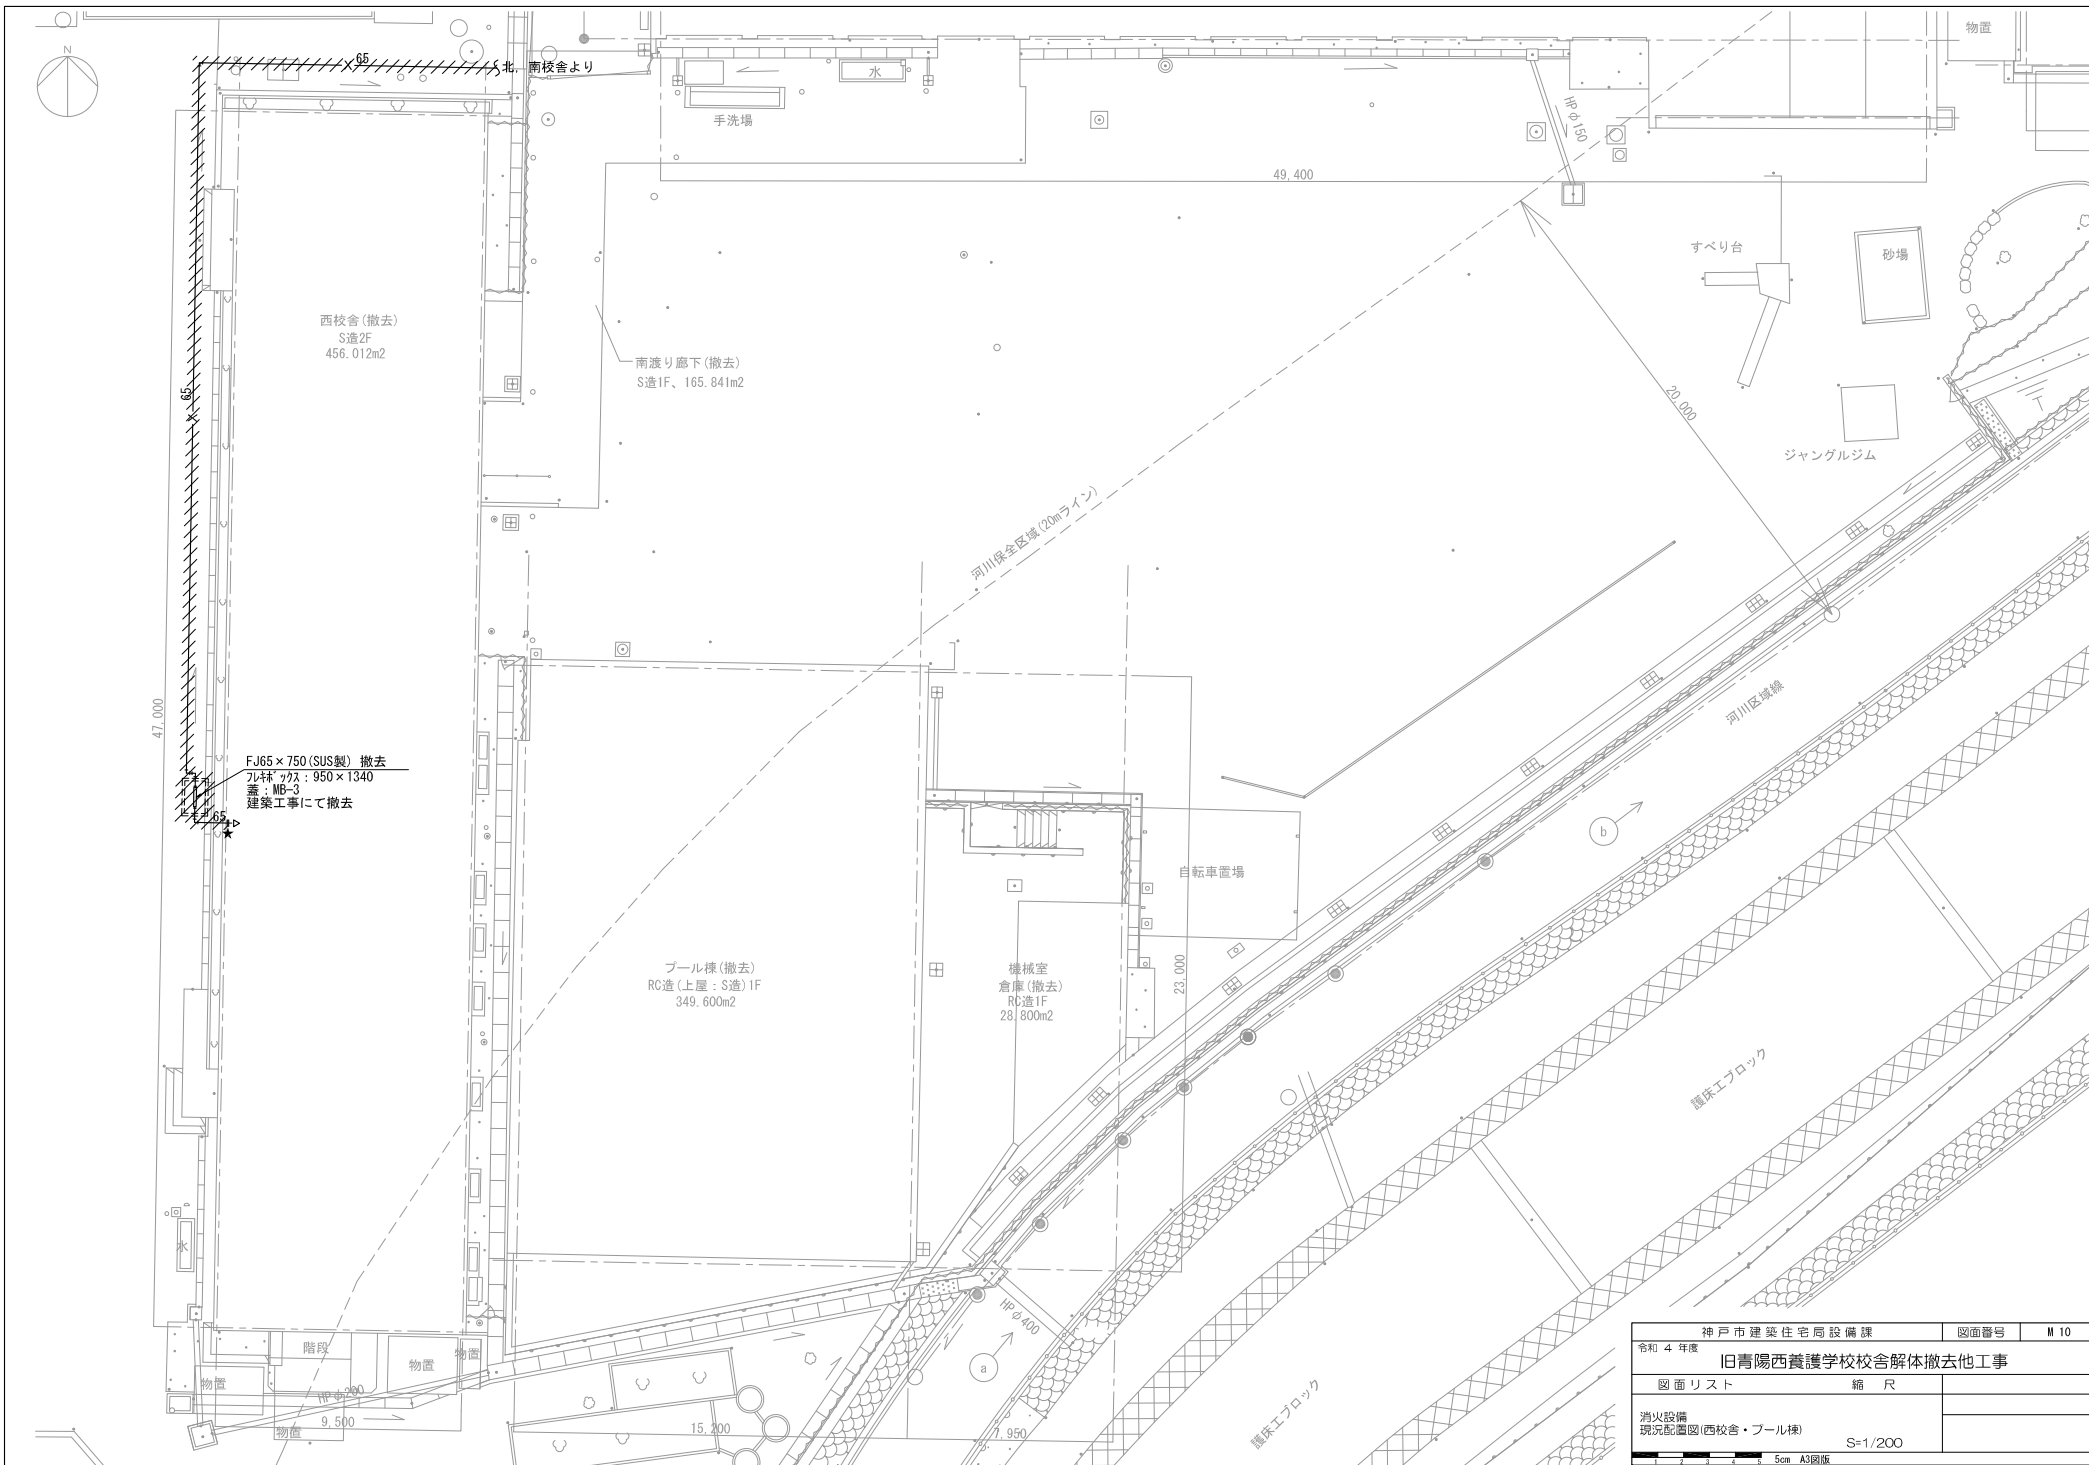 物置
N
65
北, 南校舎より
水
手洗場
HPφ150
49,400
すべり台
砂場
西校舎(撤去)
S造2F
456.012m2
南渡り廊下(撤去)
S造1F、165.841m2
65
20,000
ジャングルジム
河川保全区域(20mライン)
河川区域線
47,000
FJ65×750(SUS製) 撤去
フレキボックス:950×1340
蓋:MB-3
建築工事にて撤去
65
★
b
自転車置場
プール棟(撤去)
RC造(上屋:S造)1F
349.600m2
機械室
倉庫(撤去)
RC造1F
28.800m2
23,000
護床工ブロック
水
HPφ400
a
階段
物置
物置
物置
HPφ200
9,500
物置
15,200
7,950
護床工ブロック
神戸市建築住宅局設備課
図面番号
M 10
令和 4 年度
旧青陽西養護学校校舎解体撤去他工事
図面リスト
縮 尺
消火設備
現況配置図(西校舎・プール棟)
S=1/200
1 2 3 4 5 5cm A3図版